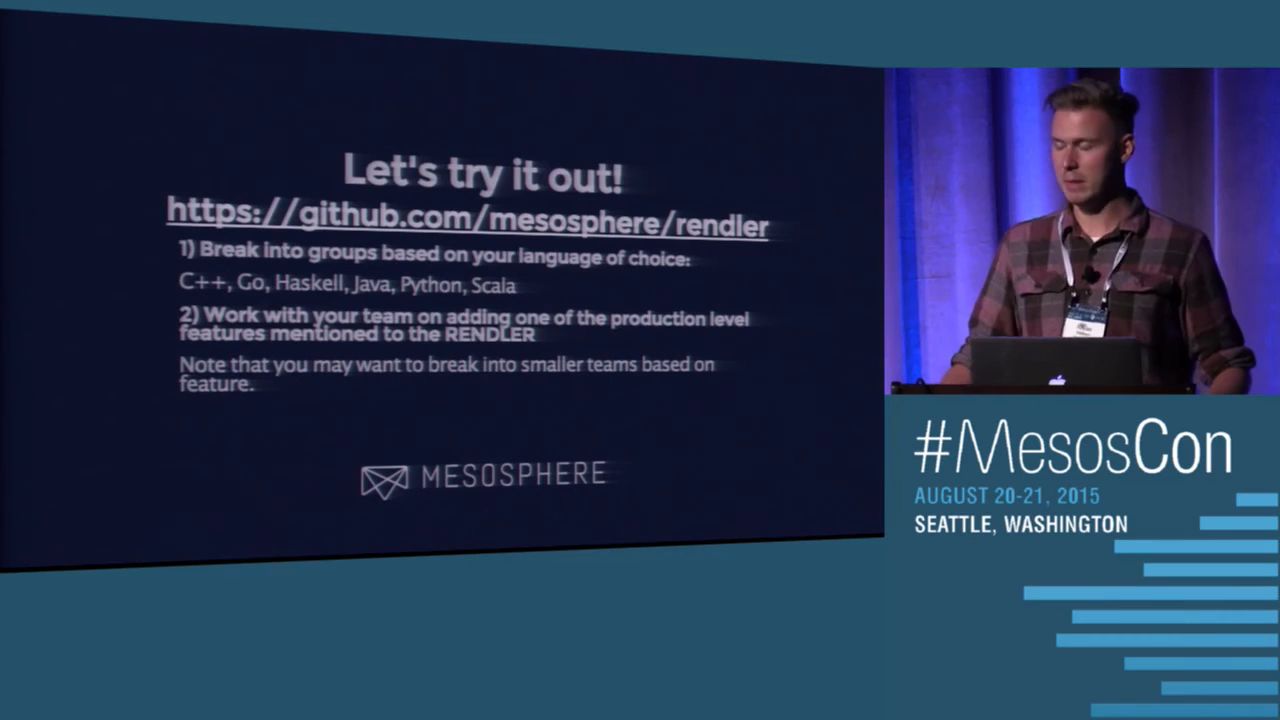 Let's try it out!
https://github.com/mesosphere/rendler
1) Break into groups based on your language of choice:
C++, Go, Haskell, Java, Python, Scala
2) Work with your team on adding one of the production level
features mentioned to the RENDLER
Note that you may want to break into smaller teams based on
feature.
MESOSPHERE
#MesosCon
AUGUST 20-21, 2015
SEATTLE, WASHINGTON